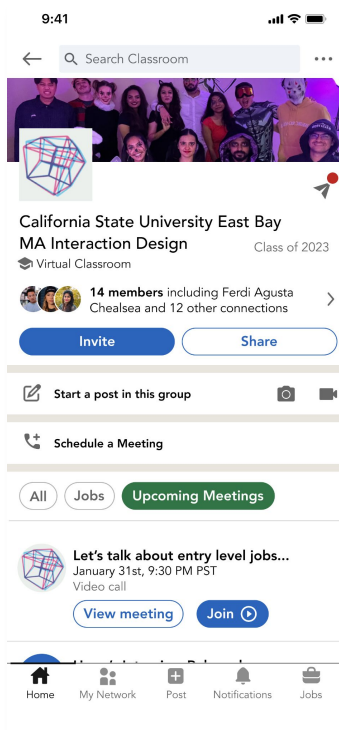 9:41
Search Classroom
California State University East Bay
MA Interaction Design
Class of 2023
Virtual Classroom
14 members including Ferdi Agusta
Chealsea and 12 other connections
Invite
Share
Start a post in this group
Schedule a Meeting
All
Jobs
Upcoming Meetings
Let's talk about entry level jobs...
January 31st, 9:30 PM PST
Video call
View meeting
Join
Home
My Network
Post
Notifications
Jobs